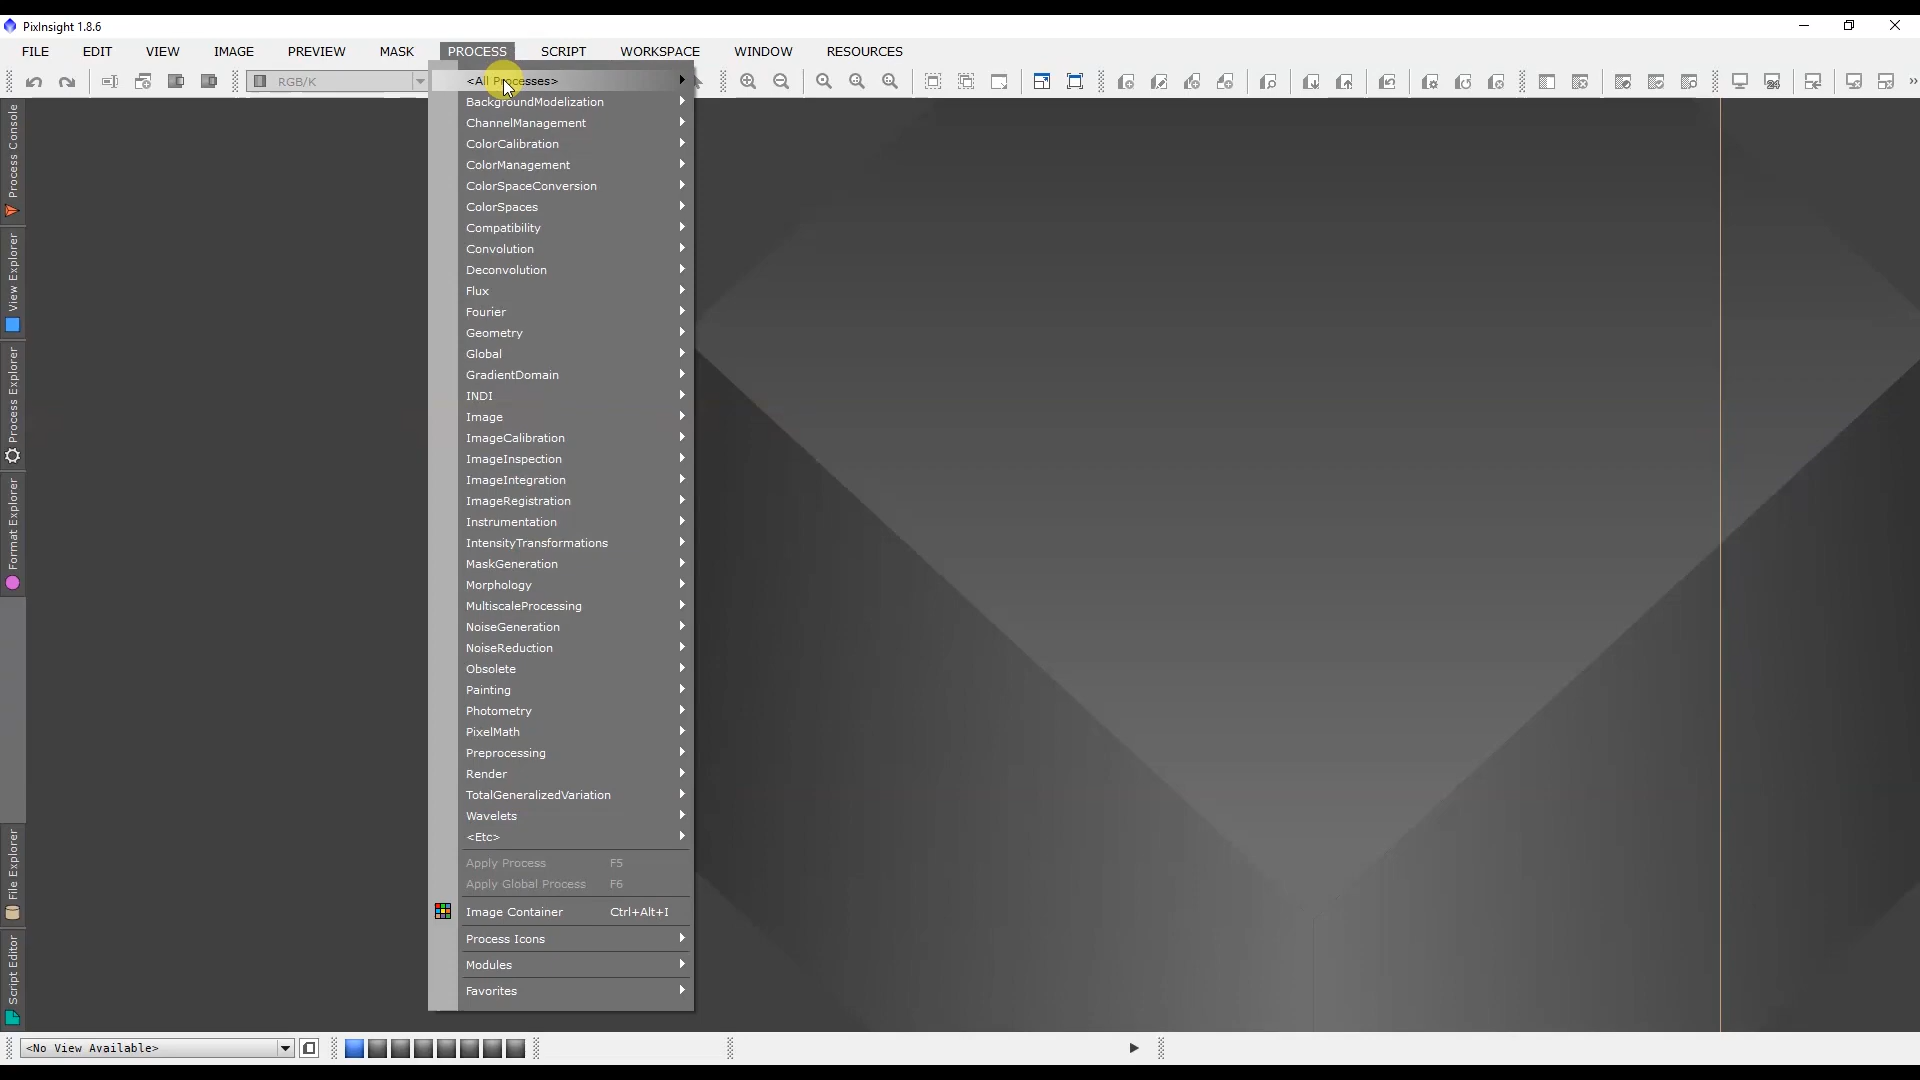 PixInsight 1.8.6
FILE EDIT VIEW IMAGE PREVIEW MASK PROCESS SCRIPT WORKSPACE WINDOW RESOURCES
RGB/K
<All Processes>
BackgroundModelization
ChannelManagement
ColorCalibration
ColorManagement
ColorSpaceConversion
ColorSpaces
Compatibility
Convolution
Deconvolution
Flux
Fourier
Geometry
Global
GradientDomain
INDI
Image
ImageCalibration
ImageInspection
ImageIntegration
ImageRegistration
Instrumentation
IntensityTransformations
MaskGeneration
Morphology
MultiscaleProcessing
NoiseGeneration
NoiseReduction
Obsolete
Painting
Photometry
PixelMath
Preprocessing
Render
TotalGeneralizedVariation
Wavelets
<Etc>
Apply Process F5
Apply Global Process F6
Image Container Ctrl+Alt+I
Process Icons
Modules
Favorites
Process Console
View Explorer
Process Explorer
Format Explorer
File Explorer
Script Editor
<No View Available>